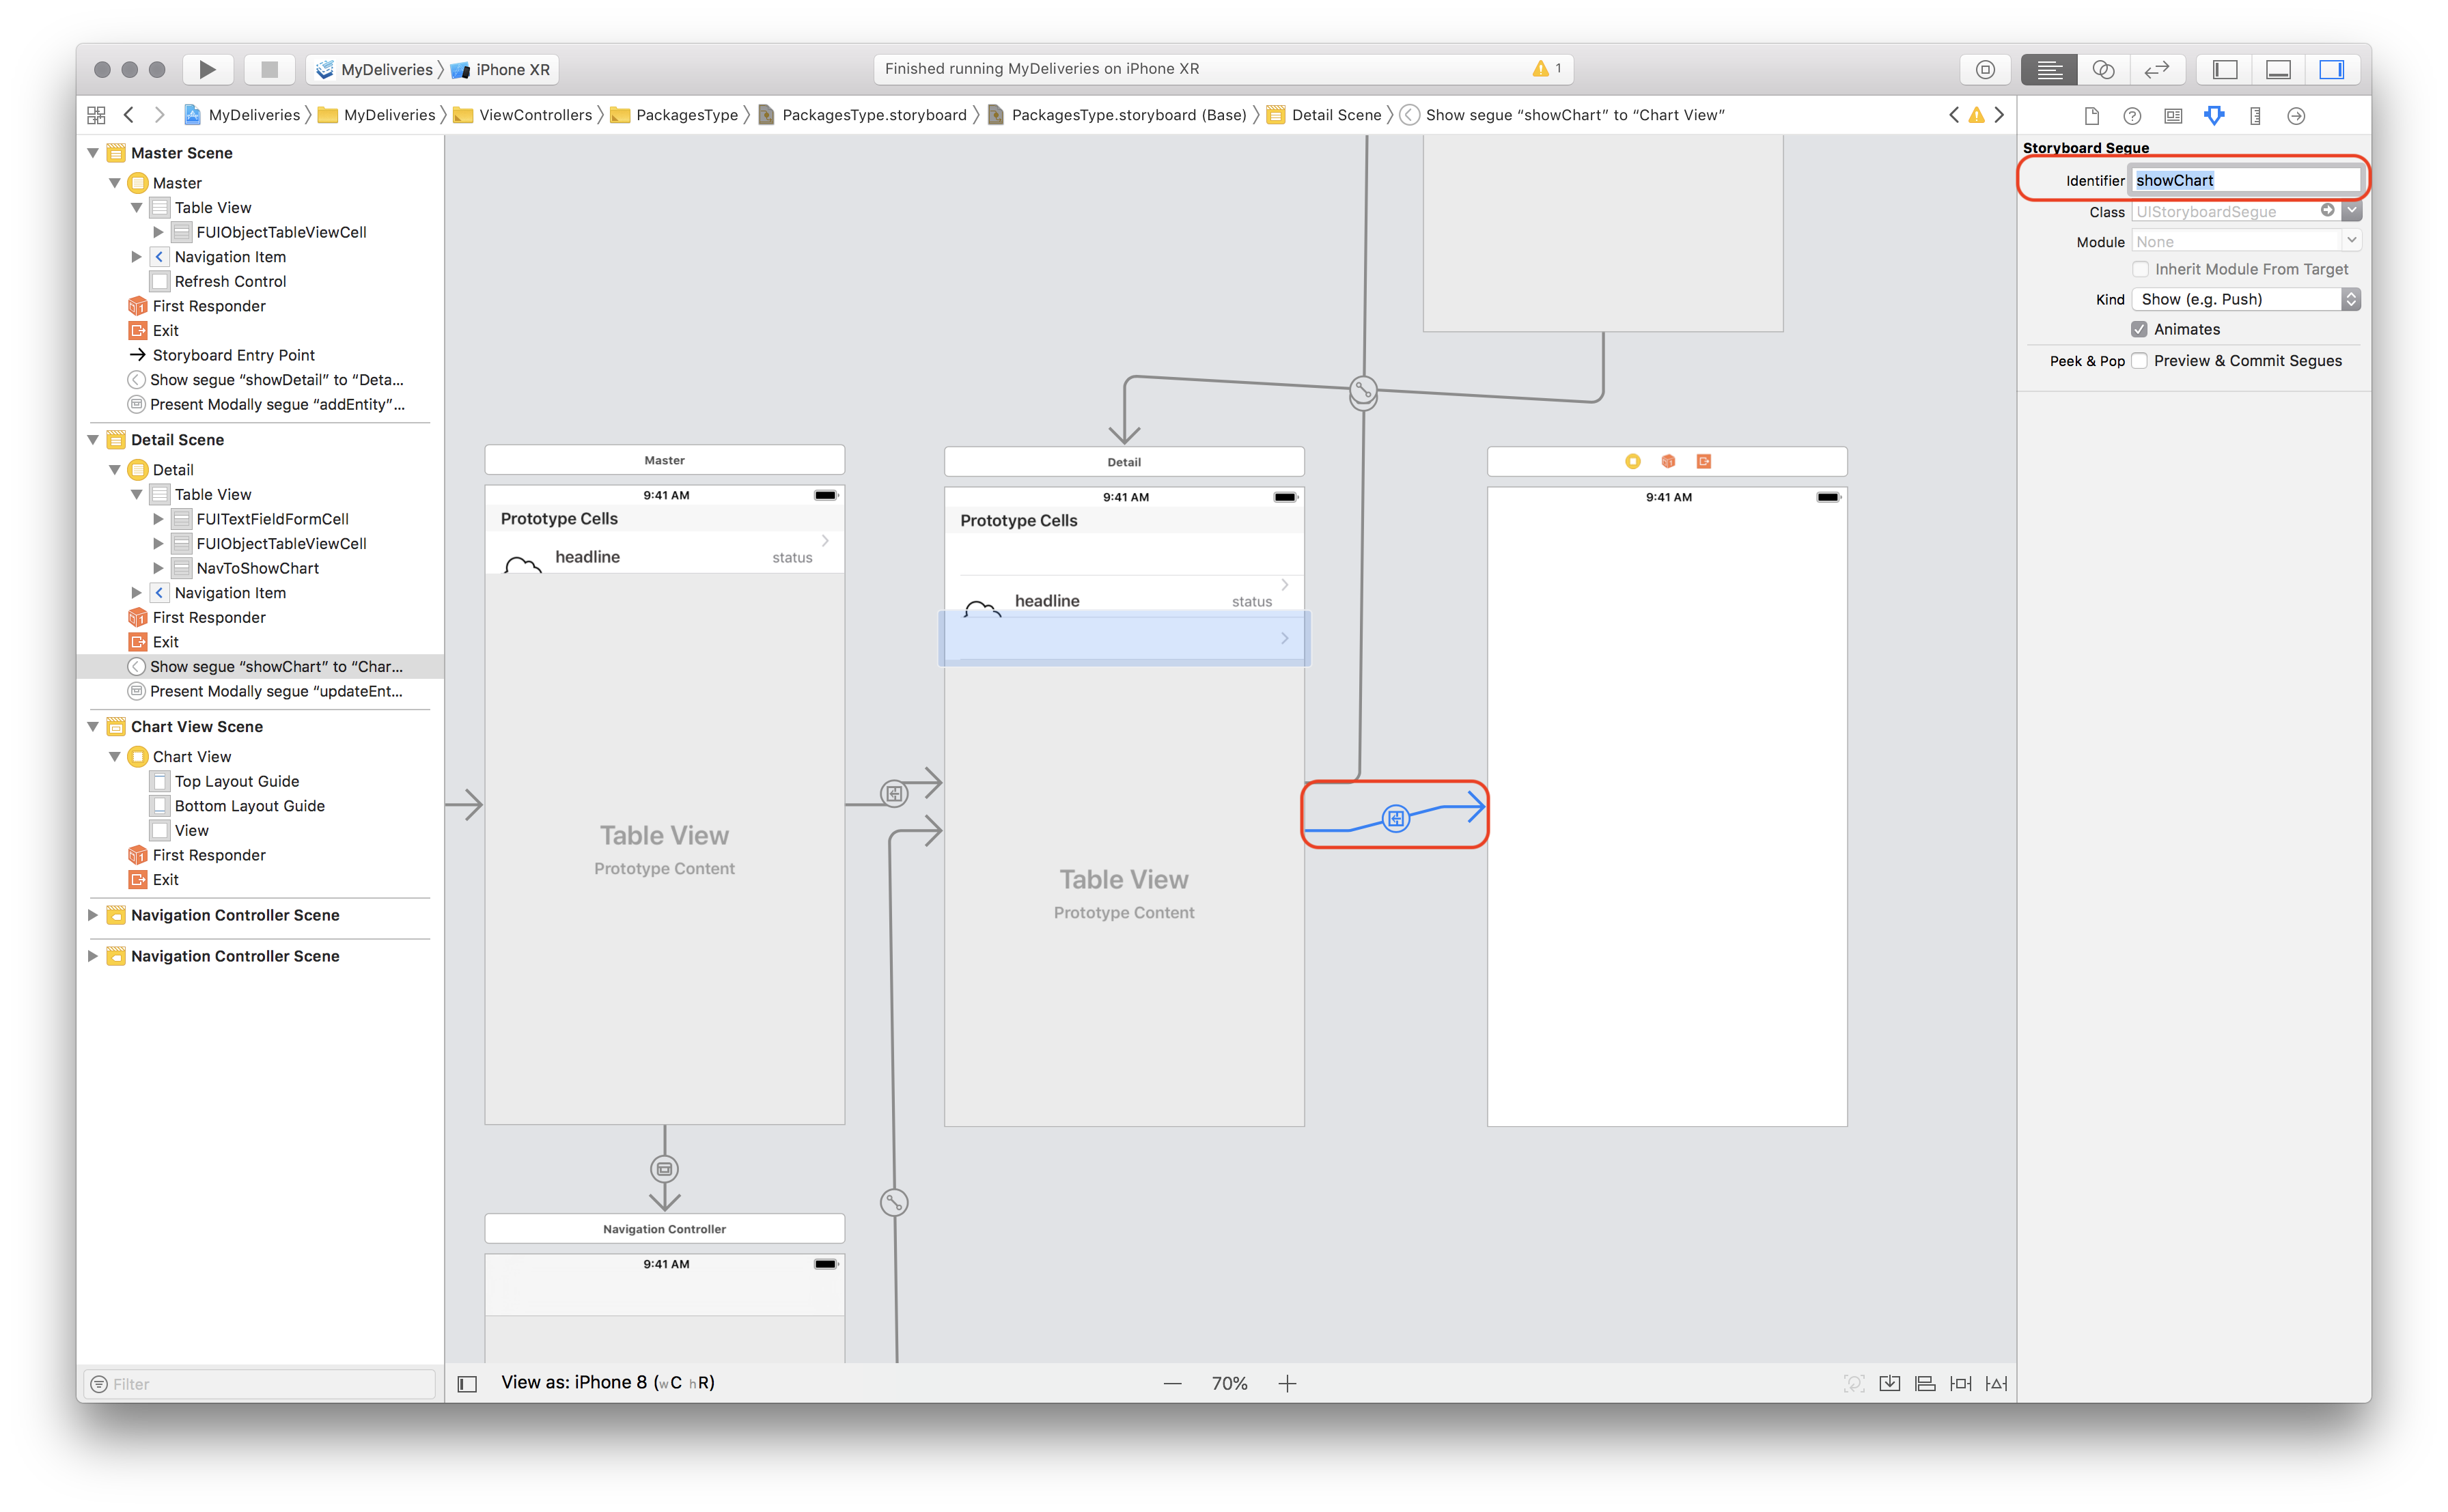 MyDeliveries iPhone XR
Finished running MyDeliveries on iPhone XR
1
MyDeliveries MyDeliveries ViewControllers PackagesType PackagesType.storyboard PackagesType.storyboard (Base) Detail Scene Show segue “showChart” to “Chart View”
Master Scene
Master
Table View
FUIObjectTableViewCell
Navigation Item
Refresh Control
First Responder
Exit
Storyboard Entry Point
Show segue “showDetail” to “Deta...
Present Modally segue “addEntity”...
Detail Scene
Detail
Table View
FUITextFieldFormCell
FUIObjectTableViewCell
NavToShowChart
Navigation Item
First Responder
Exit
Show segue “showChart” to “Char...
Present Modally segue “updateEnt...
Chart View Scene
Chart View
Top Layout Guide
Bottom Layout Guide
View
First Responder
Exit
Navigation Controller Scene
Navigation Controller Scene
Filter
Master
9:41 AM
Prototype Cells
headline
status
Table View
Prototype Content
Navigation Controller
9:41 AM
Detail
9:41 AM
Prototype Cells
headline
status
Table View
Prototype Content
9:41 AM
View as: iPhone 8 (wC hR)
70%
Storyboard Segue
Identifier showChart
Class UIStoryboardSegue
Module None
Inherit Module From Target
Kind Show (e.g. Push)
Animates
Peek & Pop Preview & Commit Segues